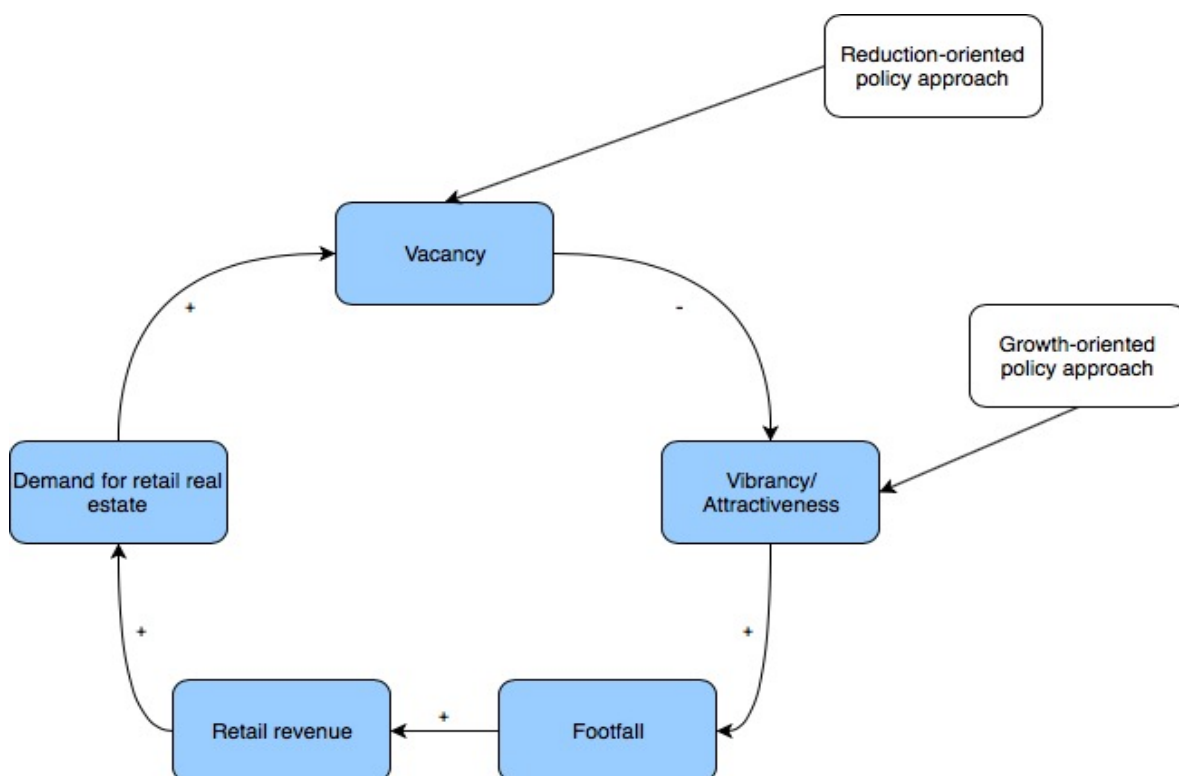 Reduction-oriented
policy approach
Vacancy
+
-
Growth-oriented
policy approach
Demand for retail real
estate
Vibrancy/
Attractiveness
+
+
Retail revenue
+
Footfall